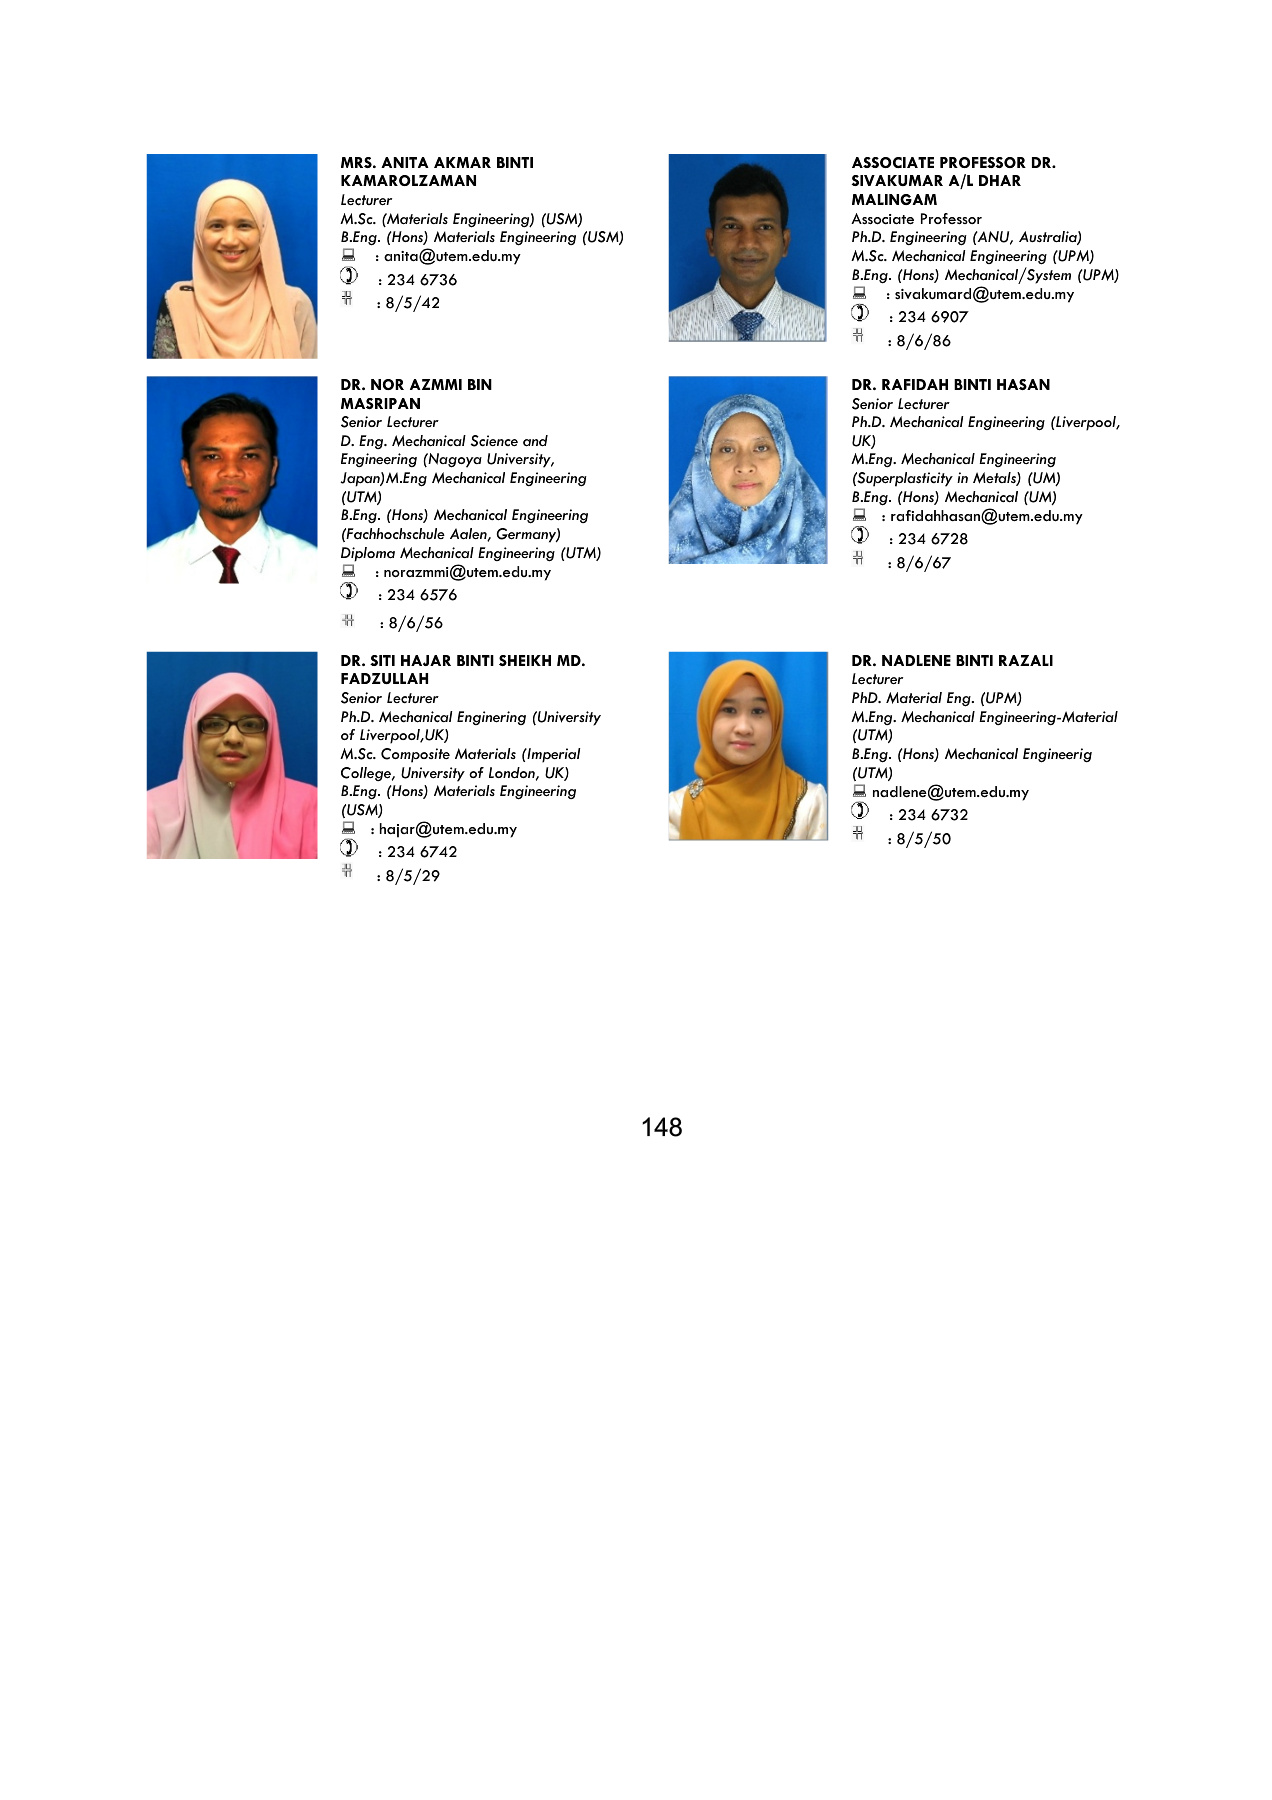 MRS. ANITA AKMAR BINTI
KAMAROLZAMAN
Lecturer
M.Sc. (Materials Engineering) (USM)
B.Eng. (Hons) Materials Engineering (USM)
: anita@utem.edu.my
: 234 6736
: 8/5/42
ASSOCIATE PROFESSOR DR.
SIVAKUMAR A/L DHAR
MALINGAM
Associate Professor
Ph.D. Engineering (ANU, Australia)
M.Sc. Mechanical Engineering (UPM)
B.Eng. (Hons) Mechanical/System (UPM)
: sivakumard@utem.edu.my
: 234 6907
: 8/6/86
DR. NOR AZMMI BIN
MASRIPAN
Senior Lecturer
D. Eng. Mechanical Science and
Engineering (Nagoya University,
Japan)M.Eng Mechanical Engineering
(UTM)
B.Eng. (Hons) Mechanical Engineering
(Fachhochschule Aalen, Germany)
Diploma Mechanical Engineering (UTM)
: norazmmi@utem.edu.my
: 234 6576
: 8/6/56
DR. RAFIDAH BINTI HASAN
Senior Lecturer
Ph.D. Mechanical Engineering (Liverpool,
UK)
M.Eng. Mechanical Engineering
(Superplasticity in Metals) (UM)
B.Eng. (Hons) Mechanical (UM)
: rafidahhasan@utem.edu.my
: 234 6728
: 8/6/67
DR. SITI HAJAR BINTI SHEIKH MD.
FADZULLAH
Senior Lecturer
Ph.D. Mechanical Enginering (University
of Liverpool,UK)
M.Sc. Composite Materials (Imperial
College, University of London, UK)
B.Eng. (Hons) Materials Engineering
(USM)
: hajar@utem.edu.my
: 234 6742
: 8/5/29
DR. NADLENE BINTI RAZALI
Lecturer
PhD. Material Eng. (UPM)
M.Eng. Mechanical Engineering-Material
(UTM)
B.Eng. (Hons) Mechanical Engineerig
(UTM)
nadlene@utem.edu.my
: 234 6732
: 8/5/50
148